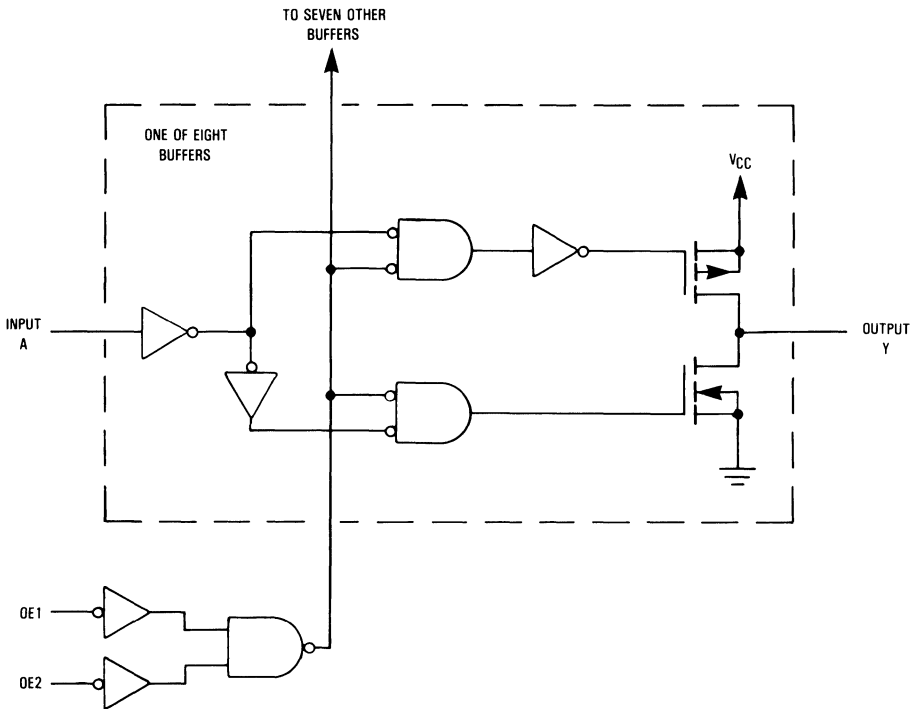 TO SEVEN OTHER
BUFFERS
ONE OF EIGHT
BUFFERS
VCC
INPUT
A
OUTPUT
Y
OE1
OE2